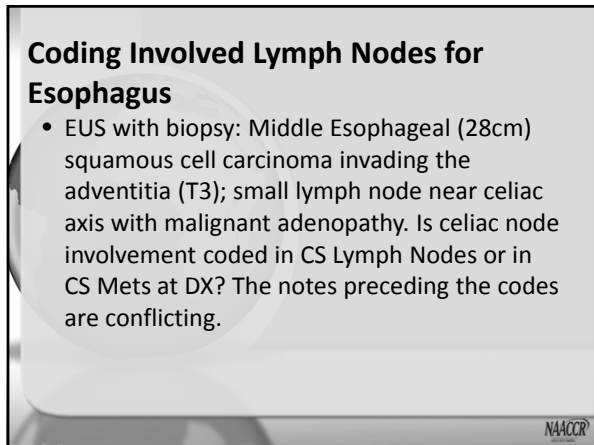 Coding Involved Lymph Nodes for
Esophagus
• EUS with biopsy: Middle Esophageal (28cm)
squamous cell carcinoma invading the
adventitia (T3); small lymph node near celiac
axis with malignant adenopathy. Is celiac node
involvement coded in CS Lymph Nodes or in
CS Mets at DX? The notes preceding the codes
are conflicting.
NAACCR